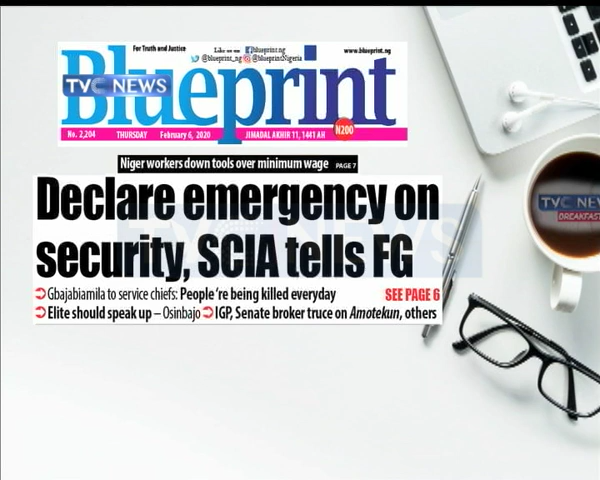 For Truth and Justice
Like us on blueprint.ng
www.blueprint.ng
@blueprint_ng @blueprintNigeria
Blueprint
TVC NEWS
No. 2,204 THURSDAY February 6, 2020 JIMADAL AKHIR 11, 1441 AH N200
Niger workers down tools over minimum wage PAGE 7
Declare emergency on
security, SCIA tells FG
Gbajabiamila to service chiefs: People 're being killed everyday SEE PAGE 6
Elite should speak up – Osinbajo IGP, Senate broker truce on Amotekun, others
TVC NEWS
TVC NEW
BREAKFAST